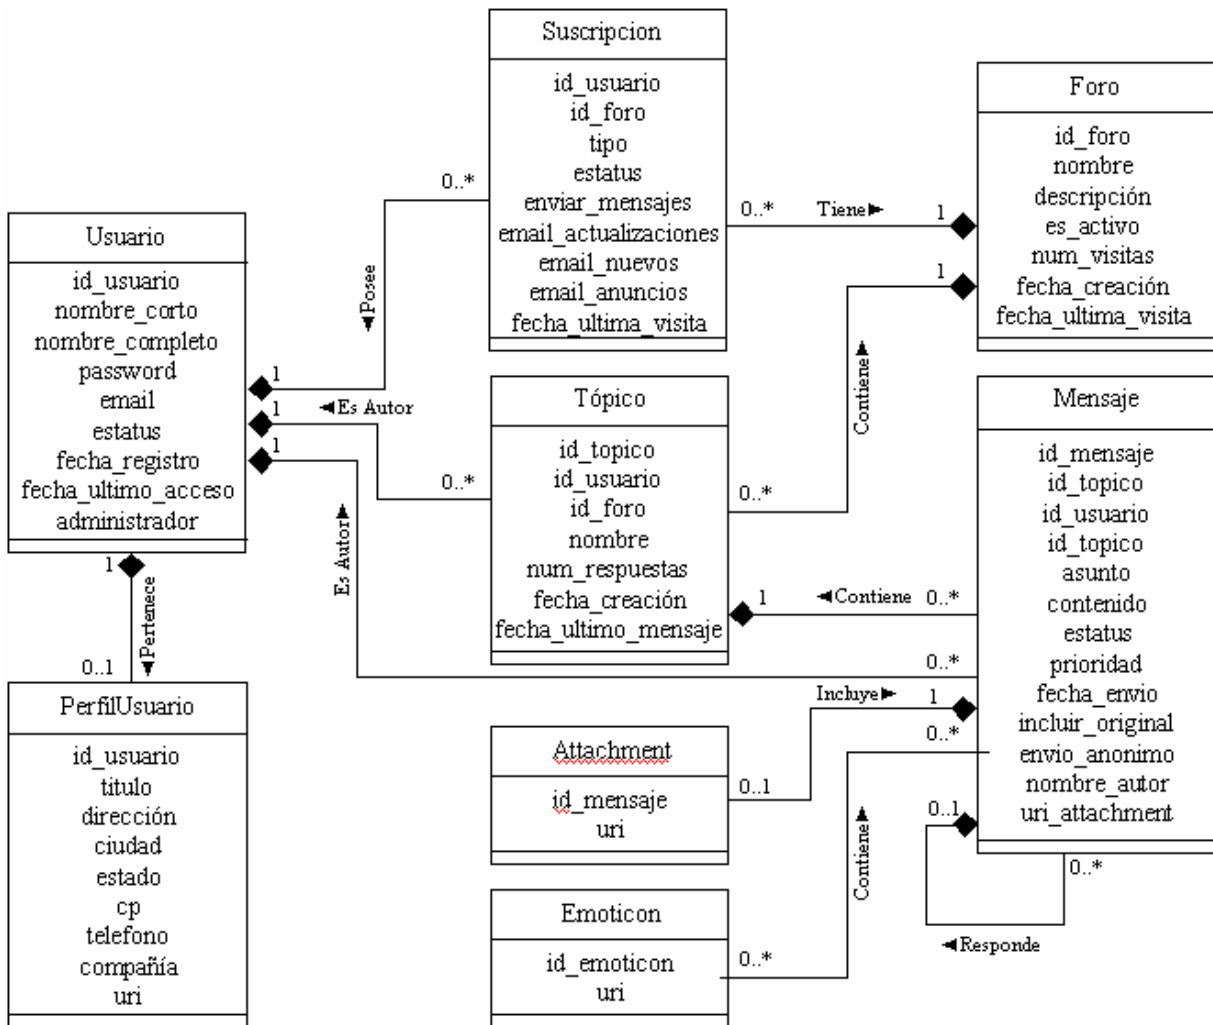 Suscripcion
id_usuario
id_foro
tipo
estatus
enviar_mensajes
email_actualizaciones
email_nuevos
email_anuncios
fecha_ultima_visita
Foro
id_foro
nombre
descripción
es_activo
num_visitas
fecha_creación
fecha_ultima_visita
0..*
0..*
Tiene►
1
1
Usuario
id_usuario
nombre_corto
nombre_completo
password
email
estatus
fecha_registro
fecha_ultimo_acceso
administrador
◄Posee
1
1
◄Es Autor
1
0..*
Es Autor►
Tópico
id_topico
id_usuario
id_foro
nombre
num_respuestas
fecha_creación
fecha_ultimo_mensaje
Contiene►
0..*
1
◄Contiene
0..*
0..*
Mensaje
id_mensaje
id_topico
id_usuario
id_topico
asunto
contenido
estatus
prioridad
fecha_envio
incluir_original
envio_anonimo
nombre_autor
uri_attachment
1
◄Pertenece
0..1
PerfilUsuario
id_usuario
titulo
dirección
ciudad
estado
cp
telefono
compañía
uri
Incluye►
1
0..*
Attachment
id_mensaje
uri
0..1
Contiene►
0..1
0..*
◄Responde
Emoticon
id_emoticon
uri
0..*